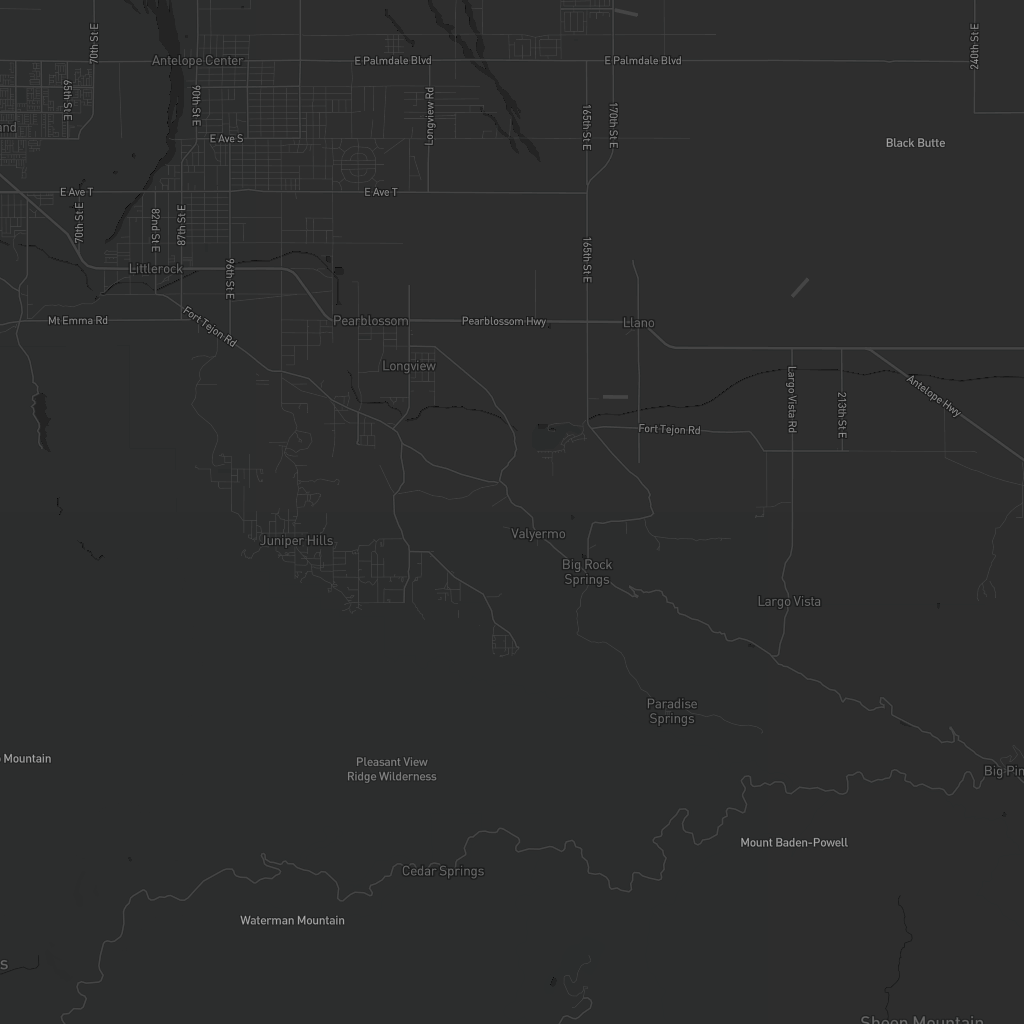 70th St E
240th St E
Antelope Center
E Palmdale Blvd
E Palmdale Blvd
65th St E
90th St E
Longview Rd
165th St E
170th St E
E Ave S
Black Butte
E Ave T
E Ave T
70th St E
82nd St E
87th St E
96th St E
165th St E
Littlerock
Mt Emma Rd
Fort Tejon Rd
Pearblossom
Pearblossom Hwy
Llano
Longview
Largo Vista Rd
213th St E
Antelope Hwy
Fort Tejon Rd
Juniper Hills
Valyermo
Big Rock
Springs
Largo Vista
Paradise
Springs
Mountain
Pleasant View
Ridge Wilderness
Big Pin
Mount Baden-Powell
Cedar Springs
Waterman Mountain